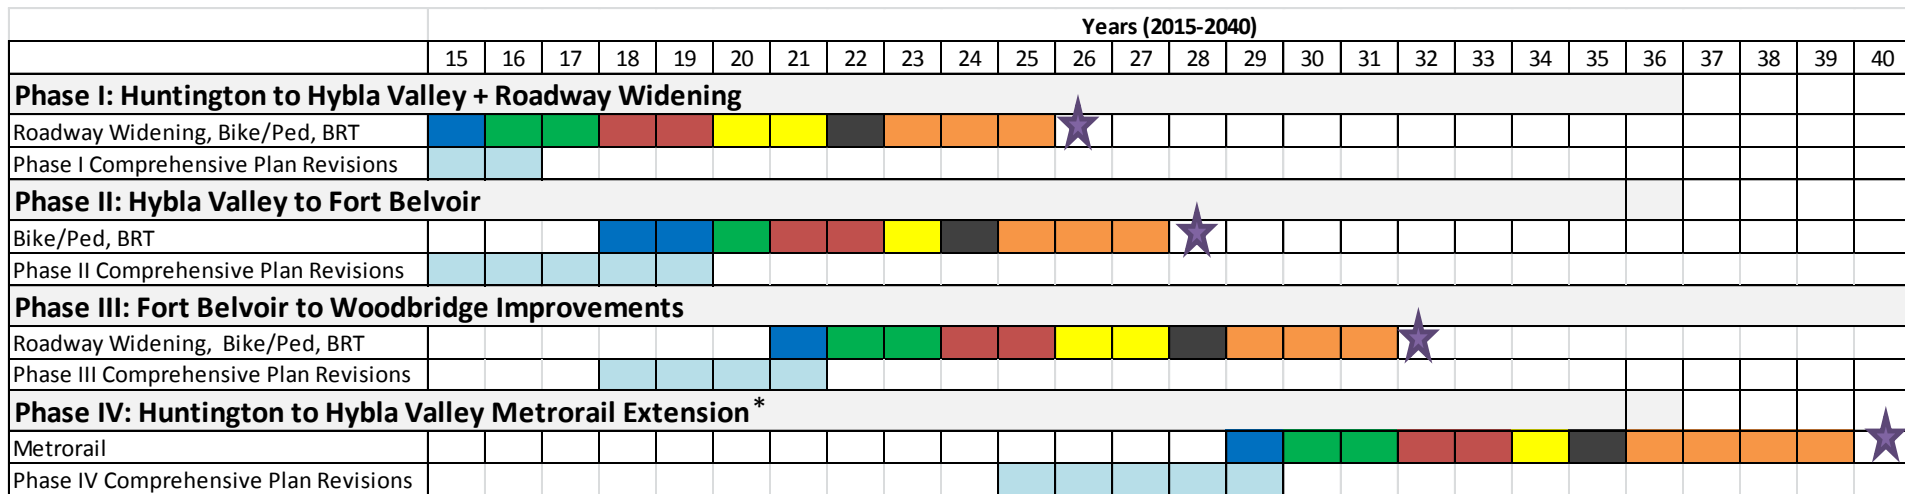 Years (2015-2040)
15 16 17 18 19 20 21 22 23 24 25 26 27 28 29 30 31 32 33 34 35 36 37 38 39 40
Phase I: Huntington to Hybla Valley + Roadway Widening
Roadway Widening, Bike/Ped, BRT
Phase I Comprehensive Plan Revisions
Phase II: Hybla Valley to Fort Belvoir
Bike/Ped, BRT
Phase II Comprehensive Plan Revisions
Phase III: Fort Belvoir to Woodbridge Improvements
Roadway Widening, Bike/Ped, BRT
Phase III Comprehensive Plan Revisions
Phase IV: Huntington to Hybla Valley Metrorail Extension*
Metrorail
Phase IV Comprehensive Plan Revisions